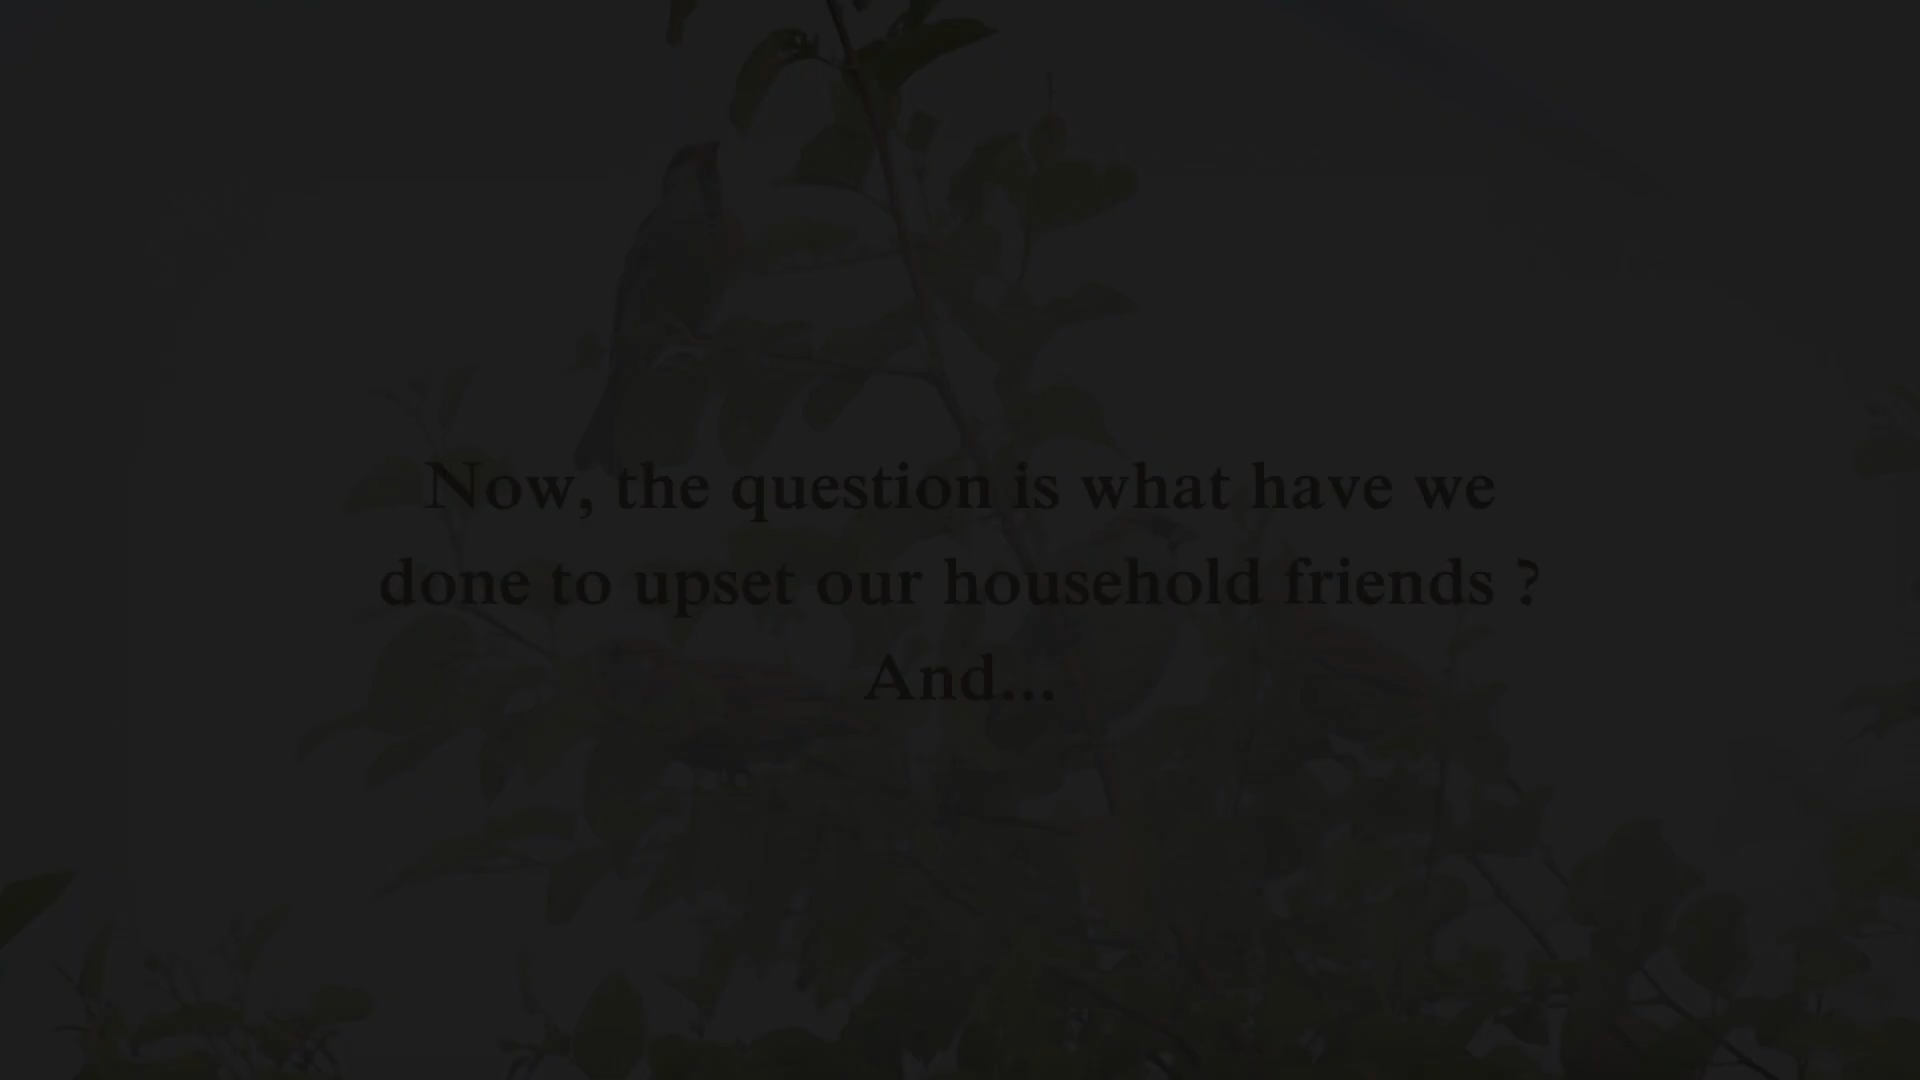 Now, the question is what have we
done to upset our household friends ?
And...